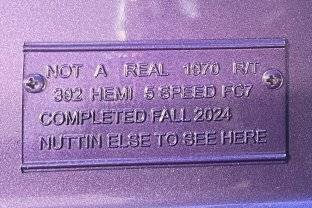 NOT A REAL 1970 R/T
392 HEMI 5 SPEED FC7
COMPLETED FALL 2024
NUTTIN ELSE TO SEE HERE